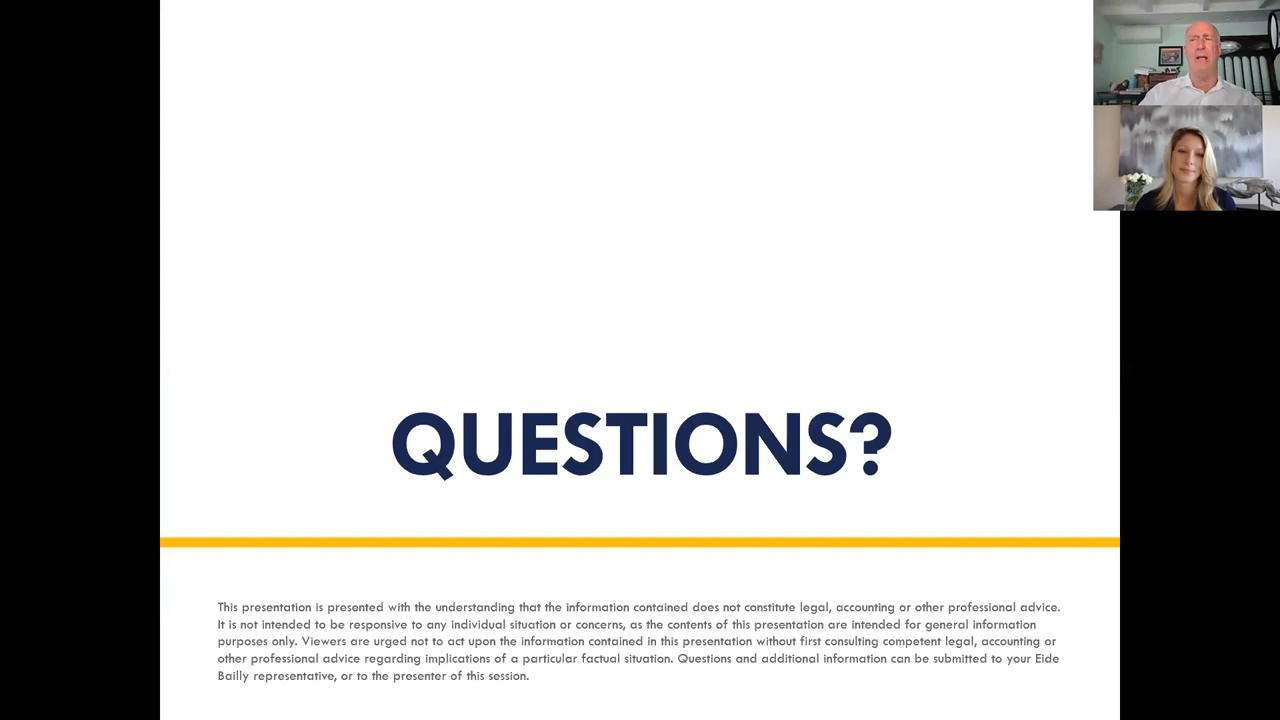 QUESTIONS?
This presentation is presented with the understanding that the information contained does not constitute legal, accounting or other professional advice.
It is not intended to be responsive to any individual situation or concerns, as the contents of this presentation are intended for general information
purposes only. Viewers are urged not to act upon the information contained in this presentation without first consulting competent legal, accounting or
other professional advice regarding implications of a particular factual situation. Questions and additional information can be submitted to your Eide
Bailly representative, or to the presenter of this session.